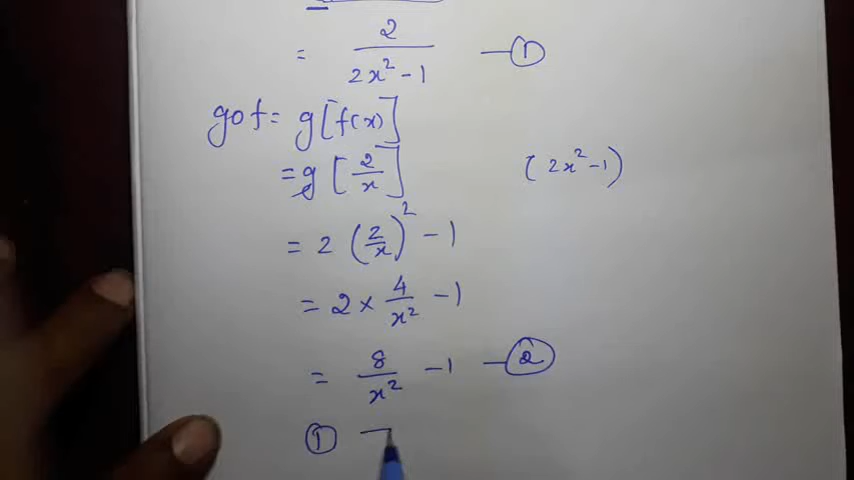 = 2/(2x² - 1) —①
gof = g[f(x)]
= g[2/x] (2x² - 1)
= 2(2/x)² - 1
= 2 × 4/x² - 1
= 8/x² - 1 —②
①